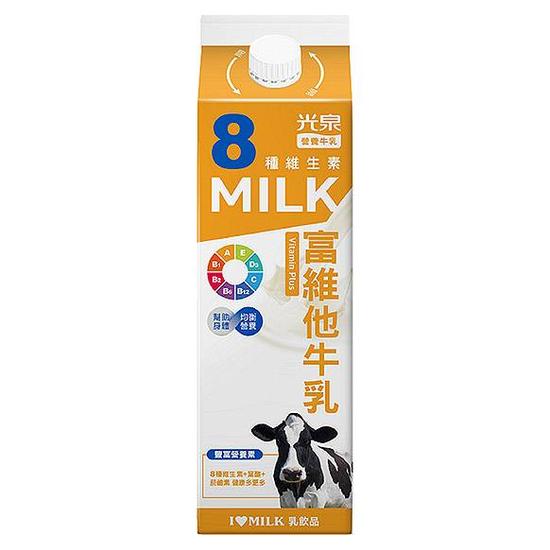 光泉
營養牛乳
8
種維生素
MILK
富維他牛乳
Vitamin Plus
A
E
D3
C
B12
B6
B2
B1
幫助
身體
均衡
營養
豐富營養素
8種維生素+葉酸+
菸鹼素 健康多更多
I♥MILK 乳飲品